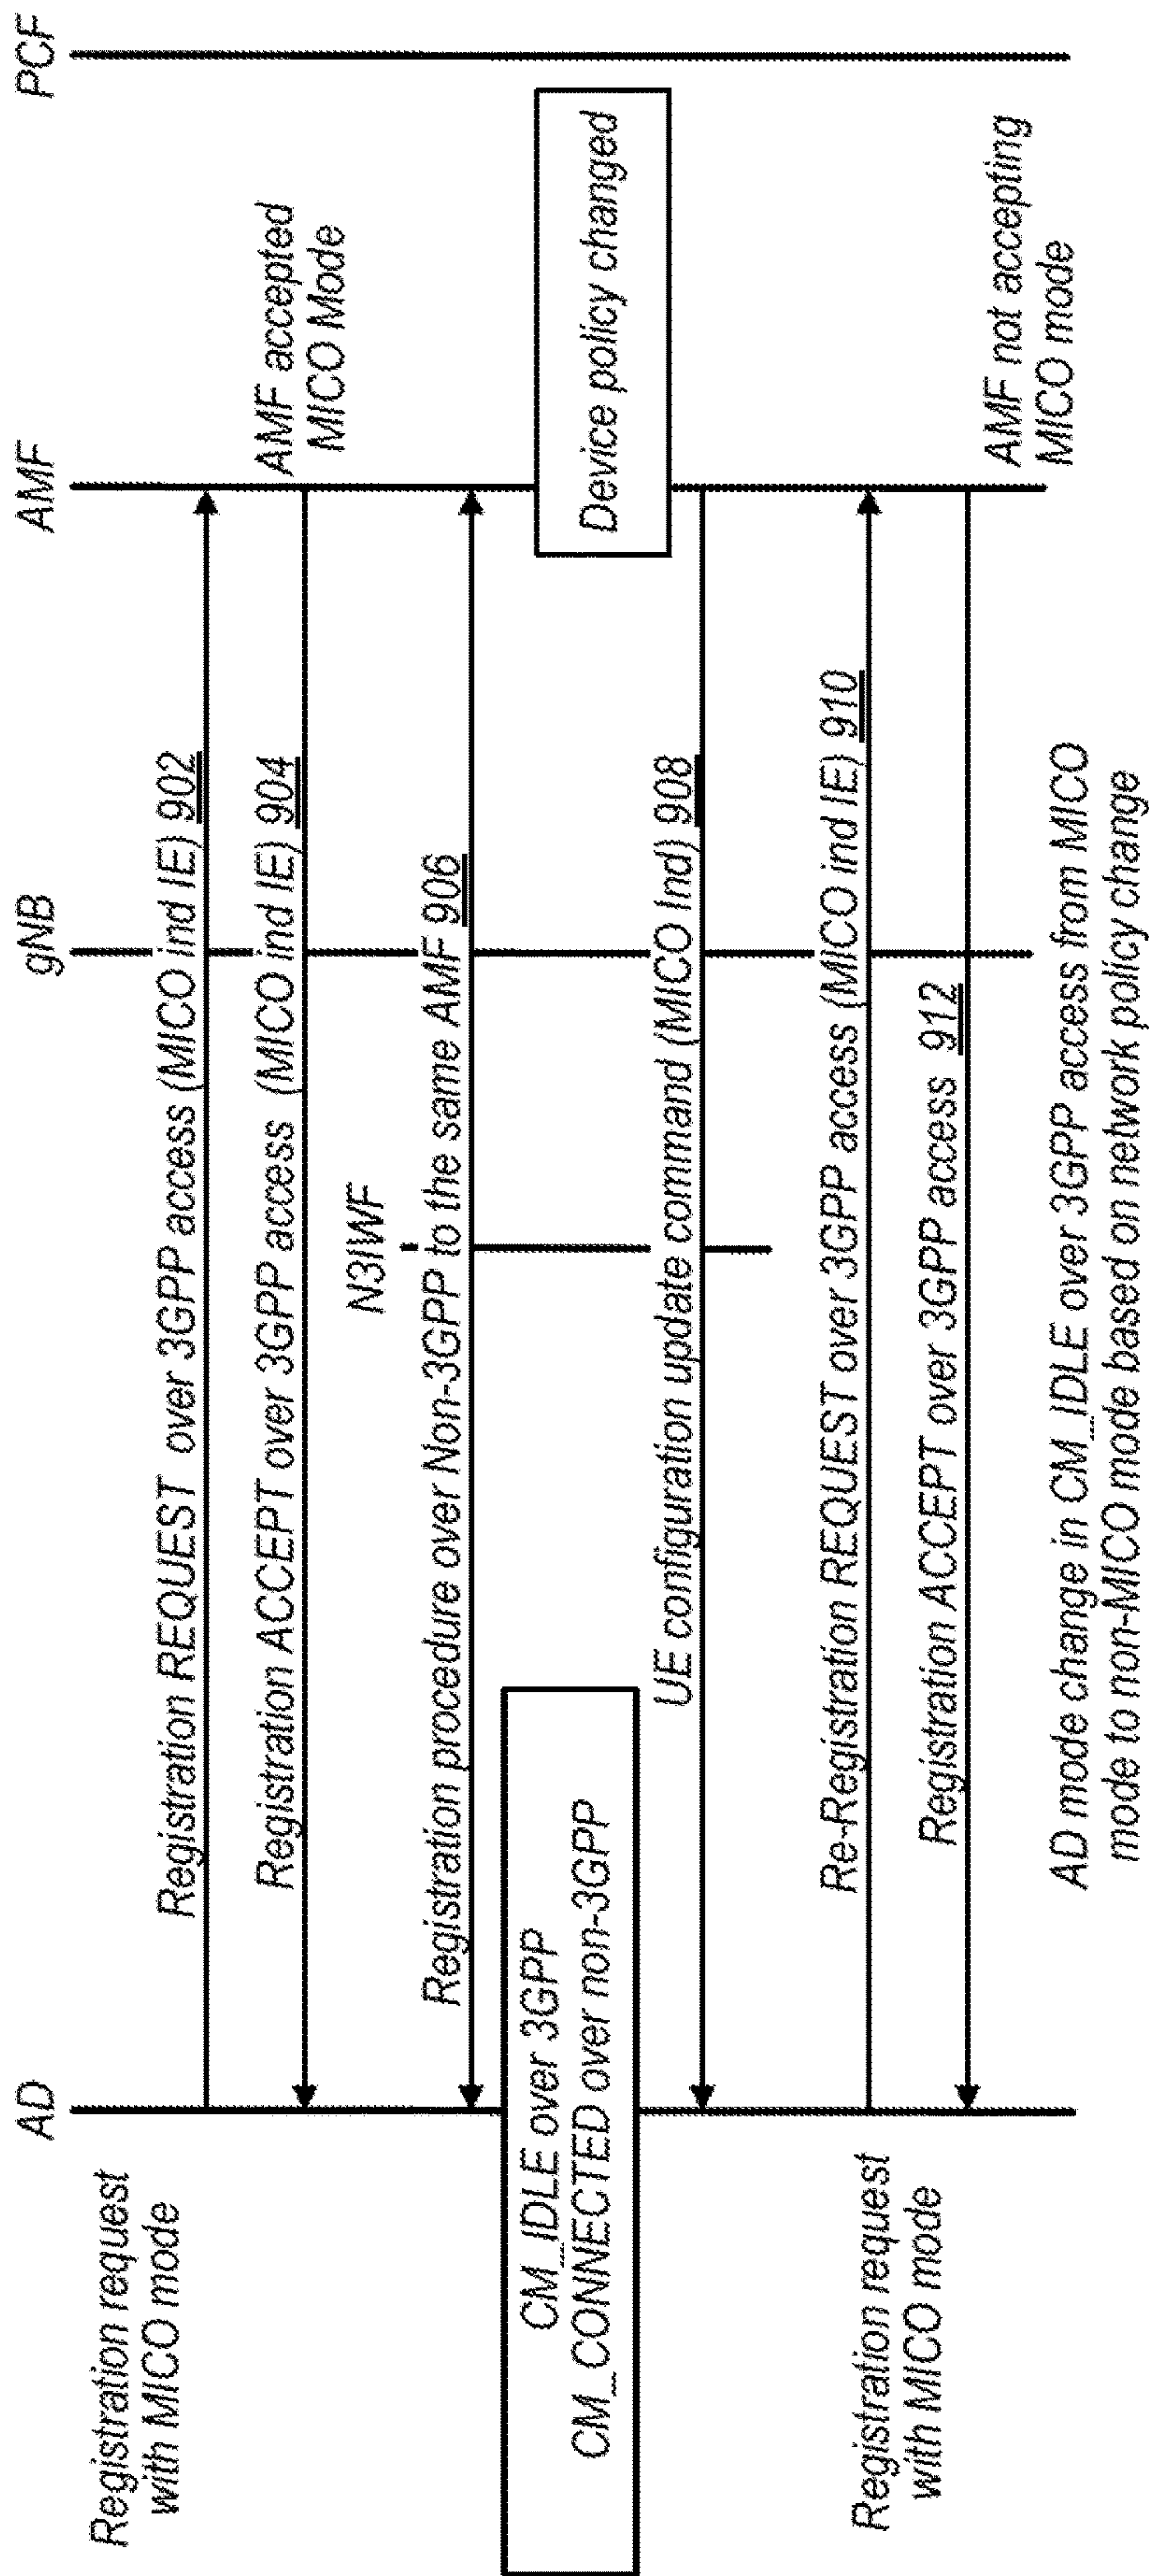 AD
gNB
AMF
PCF
Registration request
with MICO mode
Registration REQUEST over 3GPP access (MICO ind IE) 902
Registration ACCEPT over 3GPP access (MICO ind IE) 904
AMF accepted
MICO Mode
N3IWF
Registration procedure over Non-3GPP to the same AMF 906
CM_IDLE over 3GPP
CM_CONNECTED over non-3GPP
Device policy changed
UE configuration update command (MICO Ind) 908
Registration request
with MICO mode
Re-Registration REQUEST over 3GPP access (MICO ind IE) 910
Registration ACCEPT over 3GPP access 912
AMF not accepting
MICO mode
AD mode change in CM_IDLE over 3GPP access from MICO
mode to non-MICO mode based on network policy change